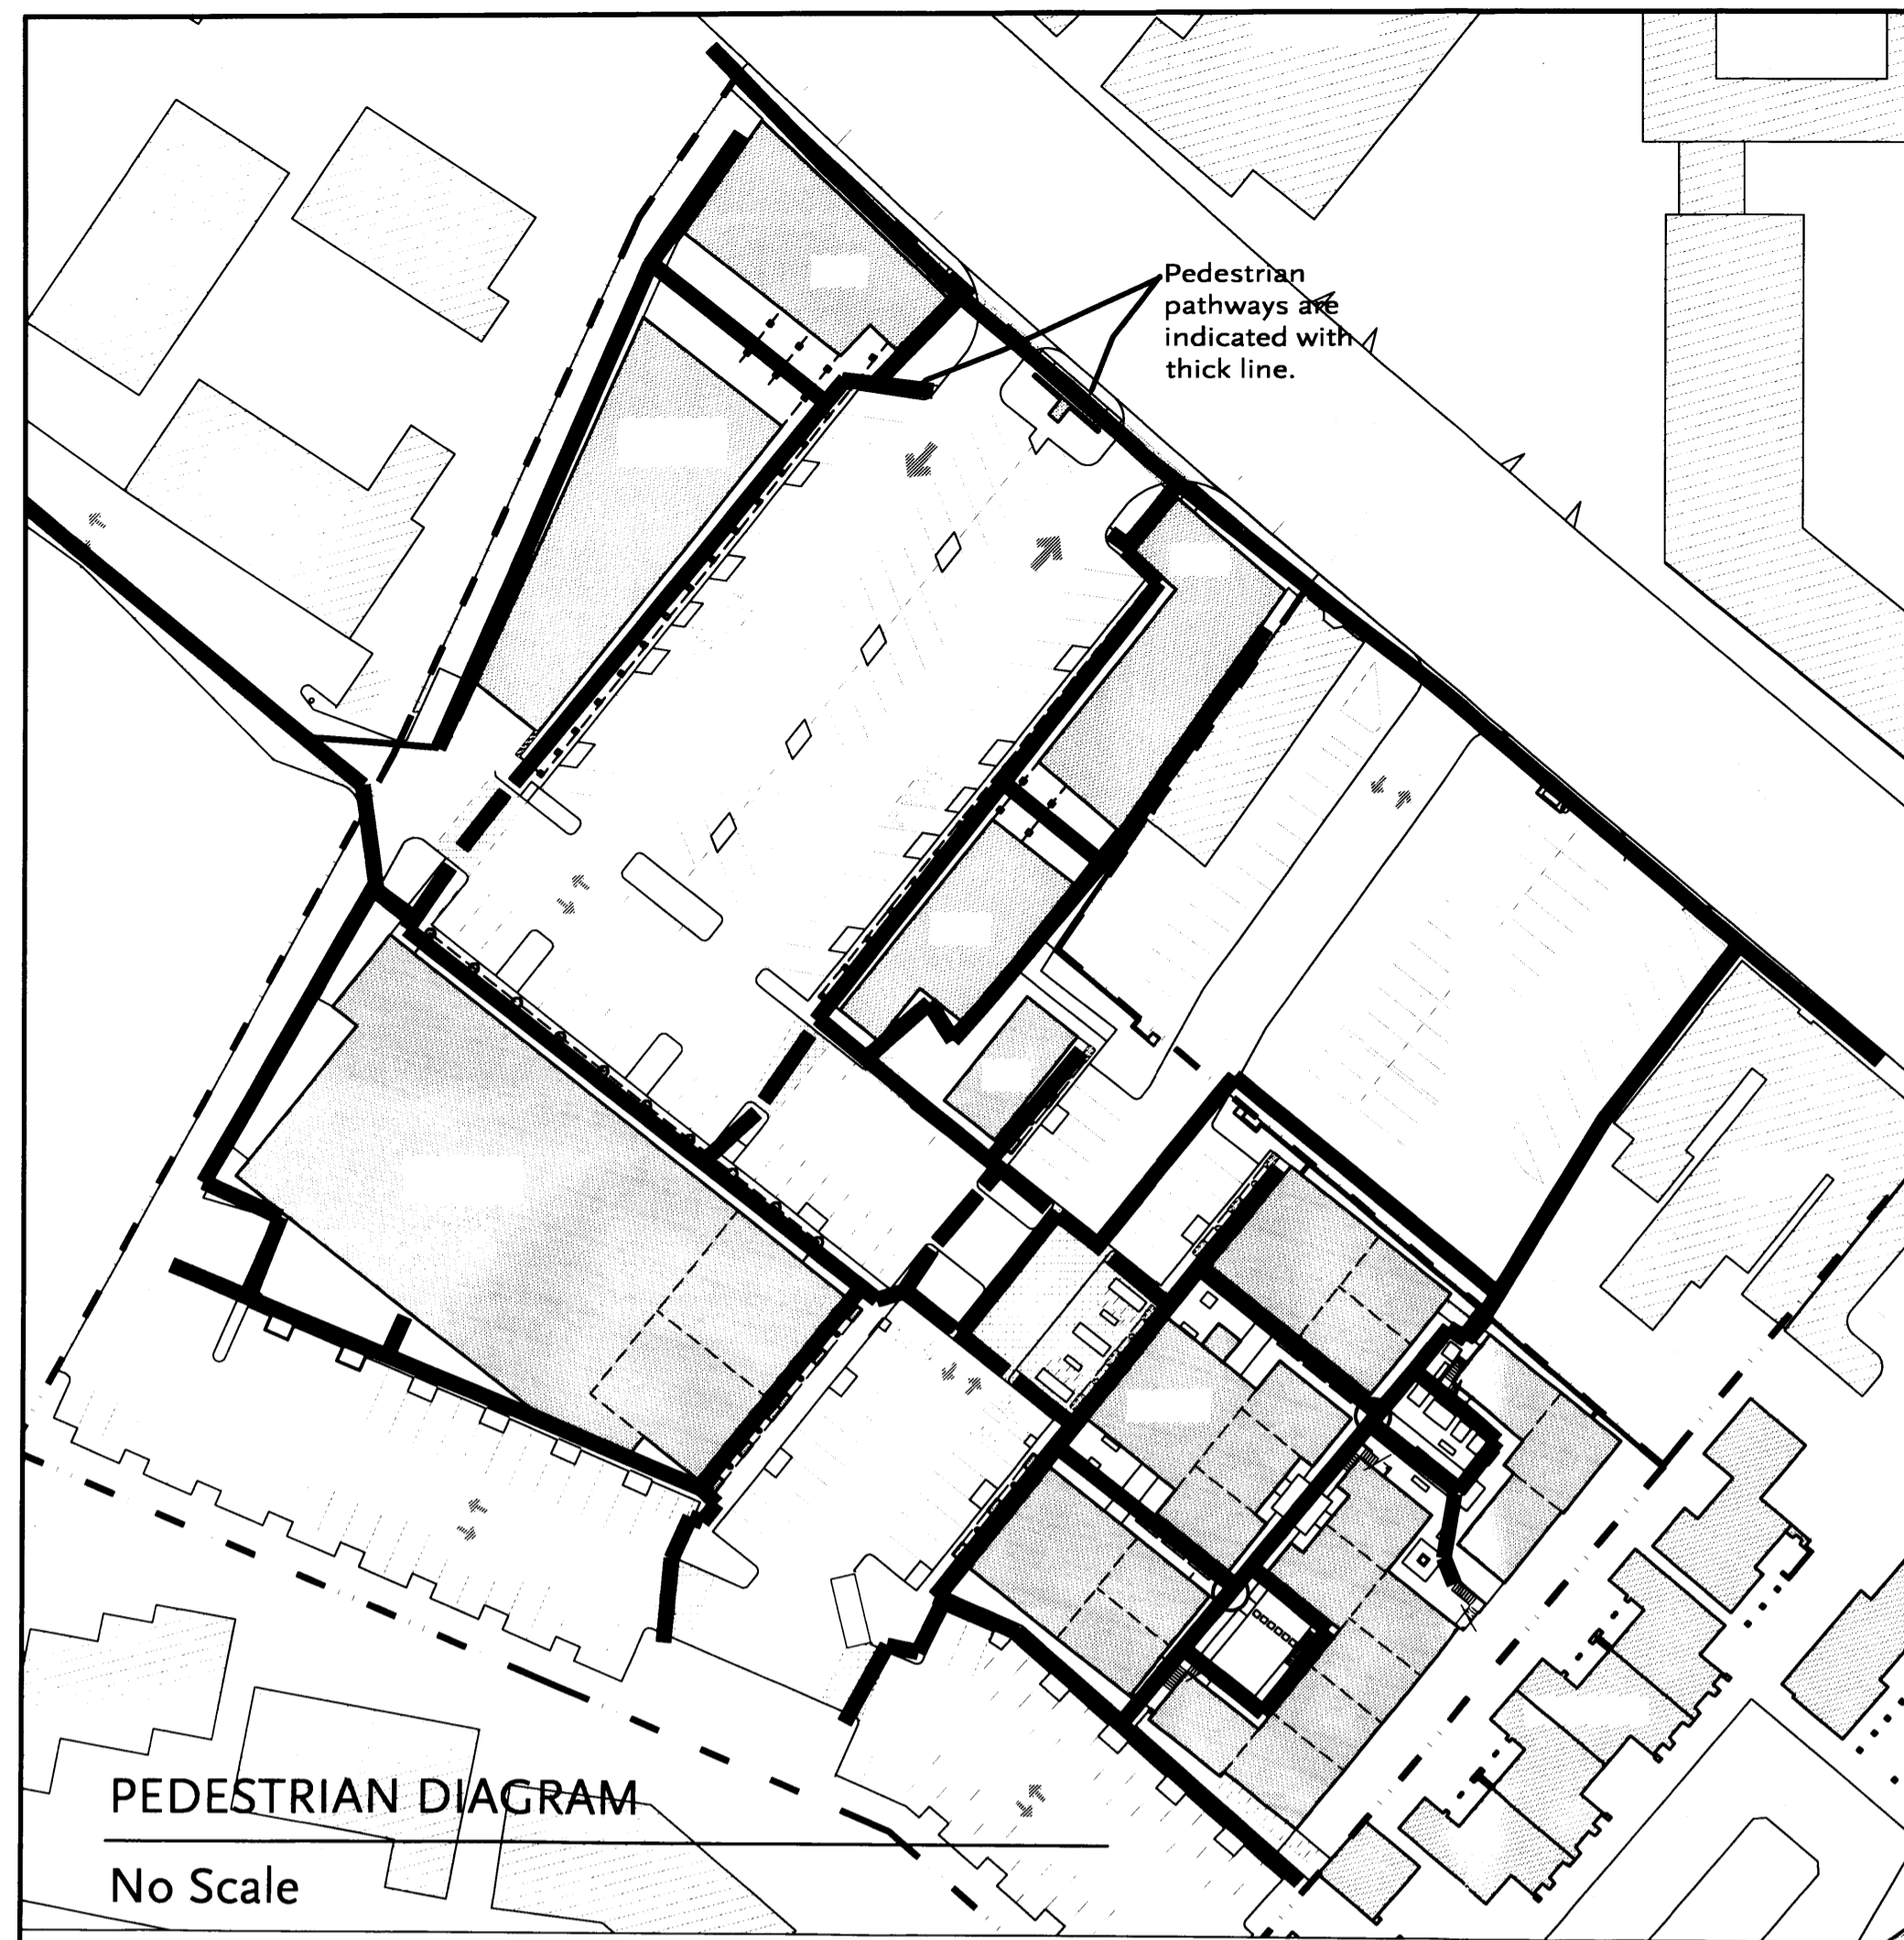 Pedestrian
pathways are
indicated with
thick line.
PEDESTRIAN DIAGRAM
No Scale